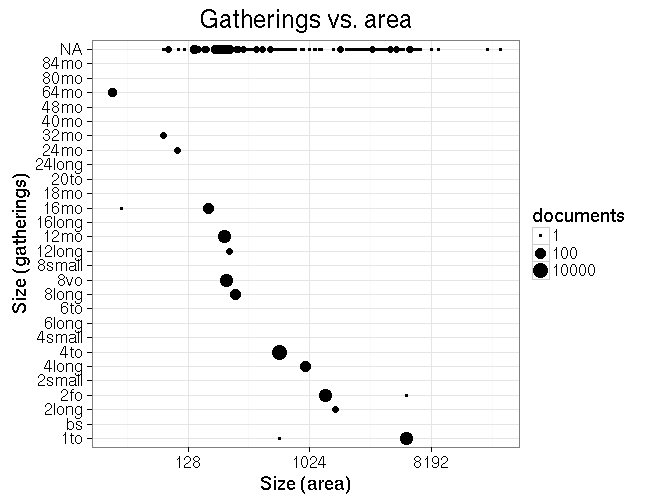 Gatherings vs. area
NA
84mo
80mo
64mo
48mo
40mo
32mo
24mo
24long
20to
18mo
16mo
16long
12mo
12long
8small
8vo
8long
6to
6long
4small
4to
4long
2small
2fo
2long
bs
1to
Size (gatherings)
128 1024 8192
Size (area)
documents
1
100
10000